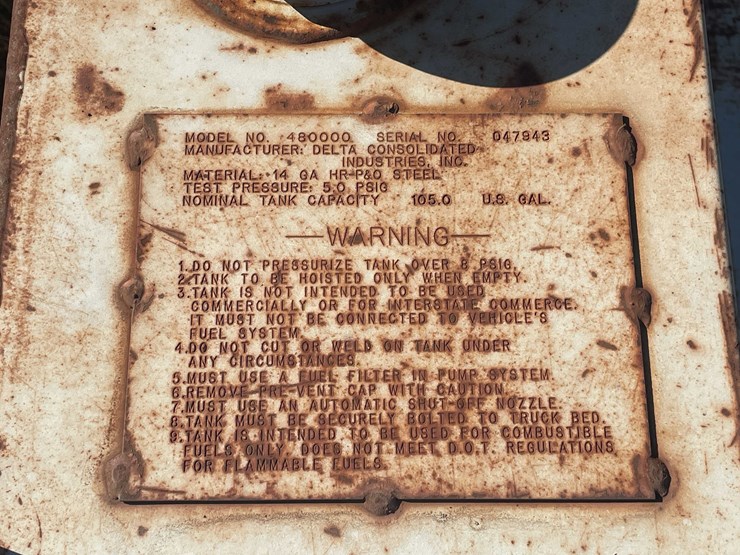 MODEL NO. 480000 SERIAL NO. 047943
MANUFACTURER: DELTA CONSOLIDATED
INDUSTRIES, INC.
MATERIAL: 14 GA HR P&O STEEL
TEST PRESSURE: 5.0 PSIG
NOMINAL TANK CAPACITY 105.0 U.S. GAL.
WARNING
1.DO NOT PRESSURIZE TANK OVER 8 PSIG.
2.TANK TO BE HOISTED ONLY WHEN EMPTY.
3.TANK IS NOT INTENDED TO BE USED
COMMERCIALLY OR FOR INTERSTATE COMMERCE.
IT MUST NOT BE CONNECTED TO VEHICLE'S
FUEL SYSTEM.
4.DO NOT CUT OR WELD ON TANK UNDER
ANY CIRCUMSTANCES.
5.MUST USE A FUEL FILTER IN PUMP SYSTEM.
6.REMOVE PRE-VENT CAP WITH CAUTION.
7.MUST USE AN AUTOMATIC SHUT-OFF NOZZLE.
8.TANK MUST BE SECURELY BOLTED TO TRUCK BED.
9.TANK IS INTENDED TO BE USED FOR COMBUSTIBLE
FUELS ONLY. DOES NOT MEET D.O.T. REGULATIONS
FOR FLAMMABLE FUELS.